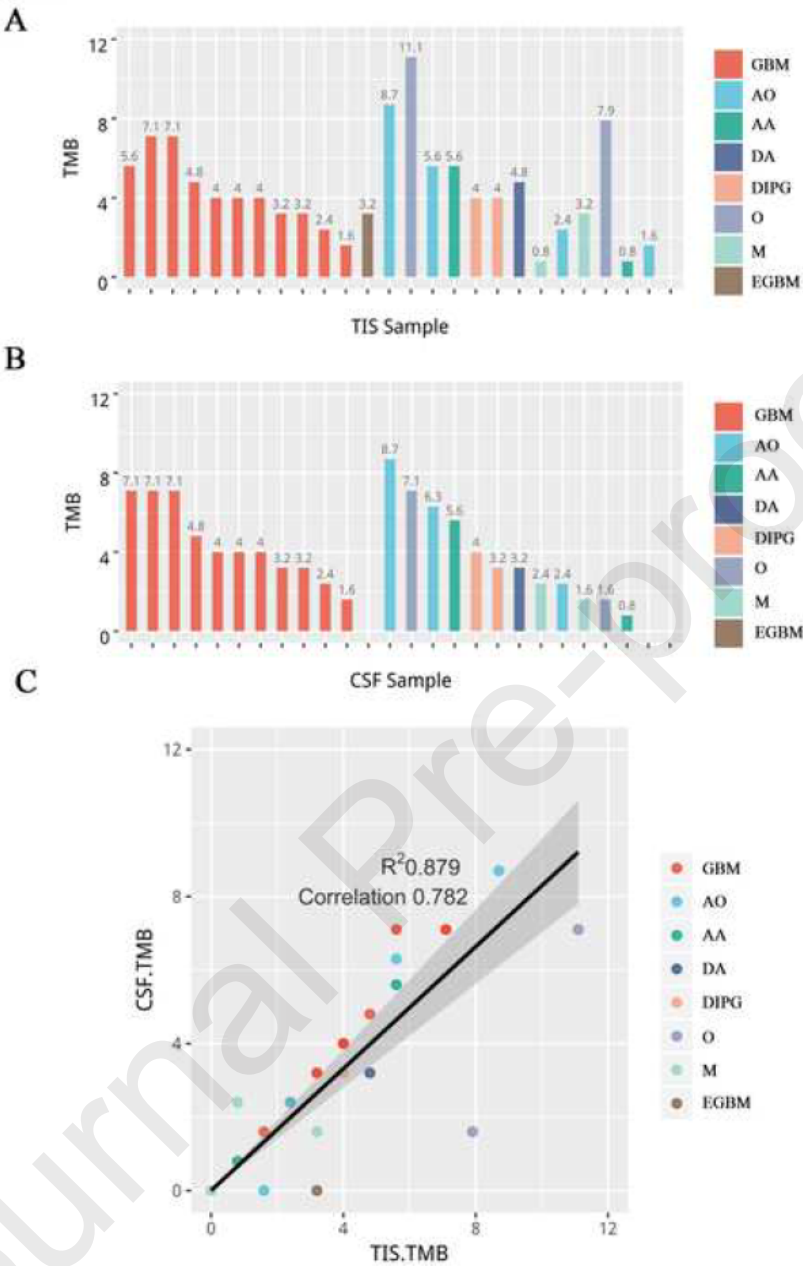 A
12
8
4
0
TMB
5.6 7.1 7.1 4.8 4 4 4 3.2 3.2 2.4 1.6 3.2 8.7 11.1 5.6 5.6 4 4 4.8 0.8 2.4 3.2 7.9 0.8 1.6
TIS Sample
GBM
AO
AA
DA
DIPG
O
M
EGBM
B
12
8
4
0
TMB
7.1 7.1 7.1 4.8 4 4 4 3.2 3.2 2.4 1.6 8.7 7.1 6.3 5.6 4 3.2 3.2 2.4 2.4 1.6 1.6 0.8
CSF Sample
GBM
AO
AA
DA
DIPG
O
M
EGBM
C
12
8
4
0
CSF.TMB
R²0.879
Correlation 0.782
0 4 8 12
TIS.TMB
GBM
AO
AA
DA
DIPG
O
M
EGBM
urnal Pre-proo